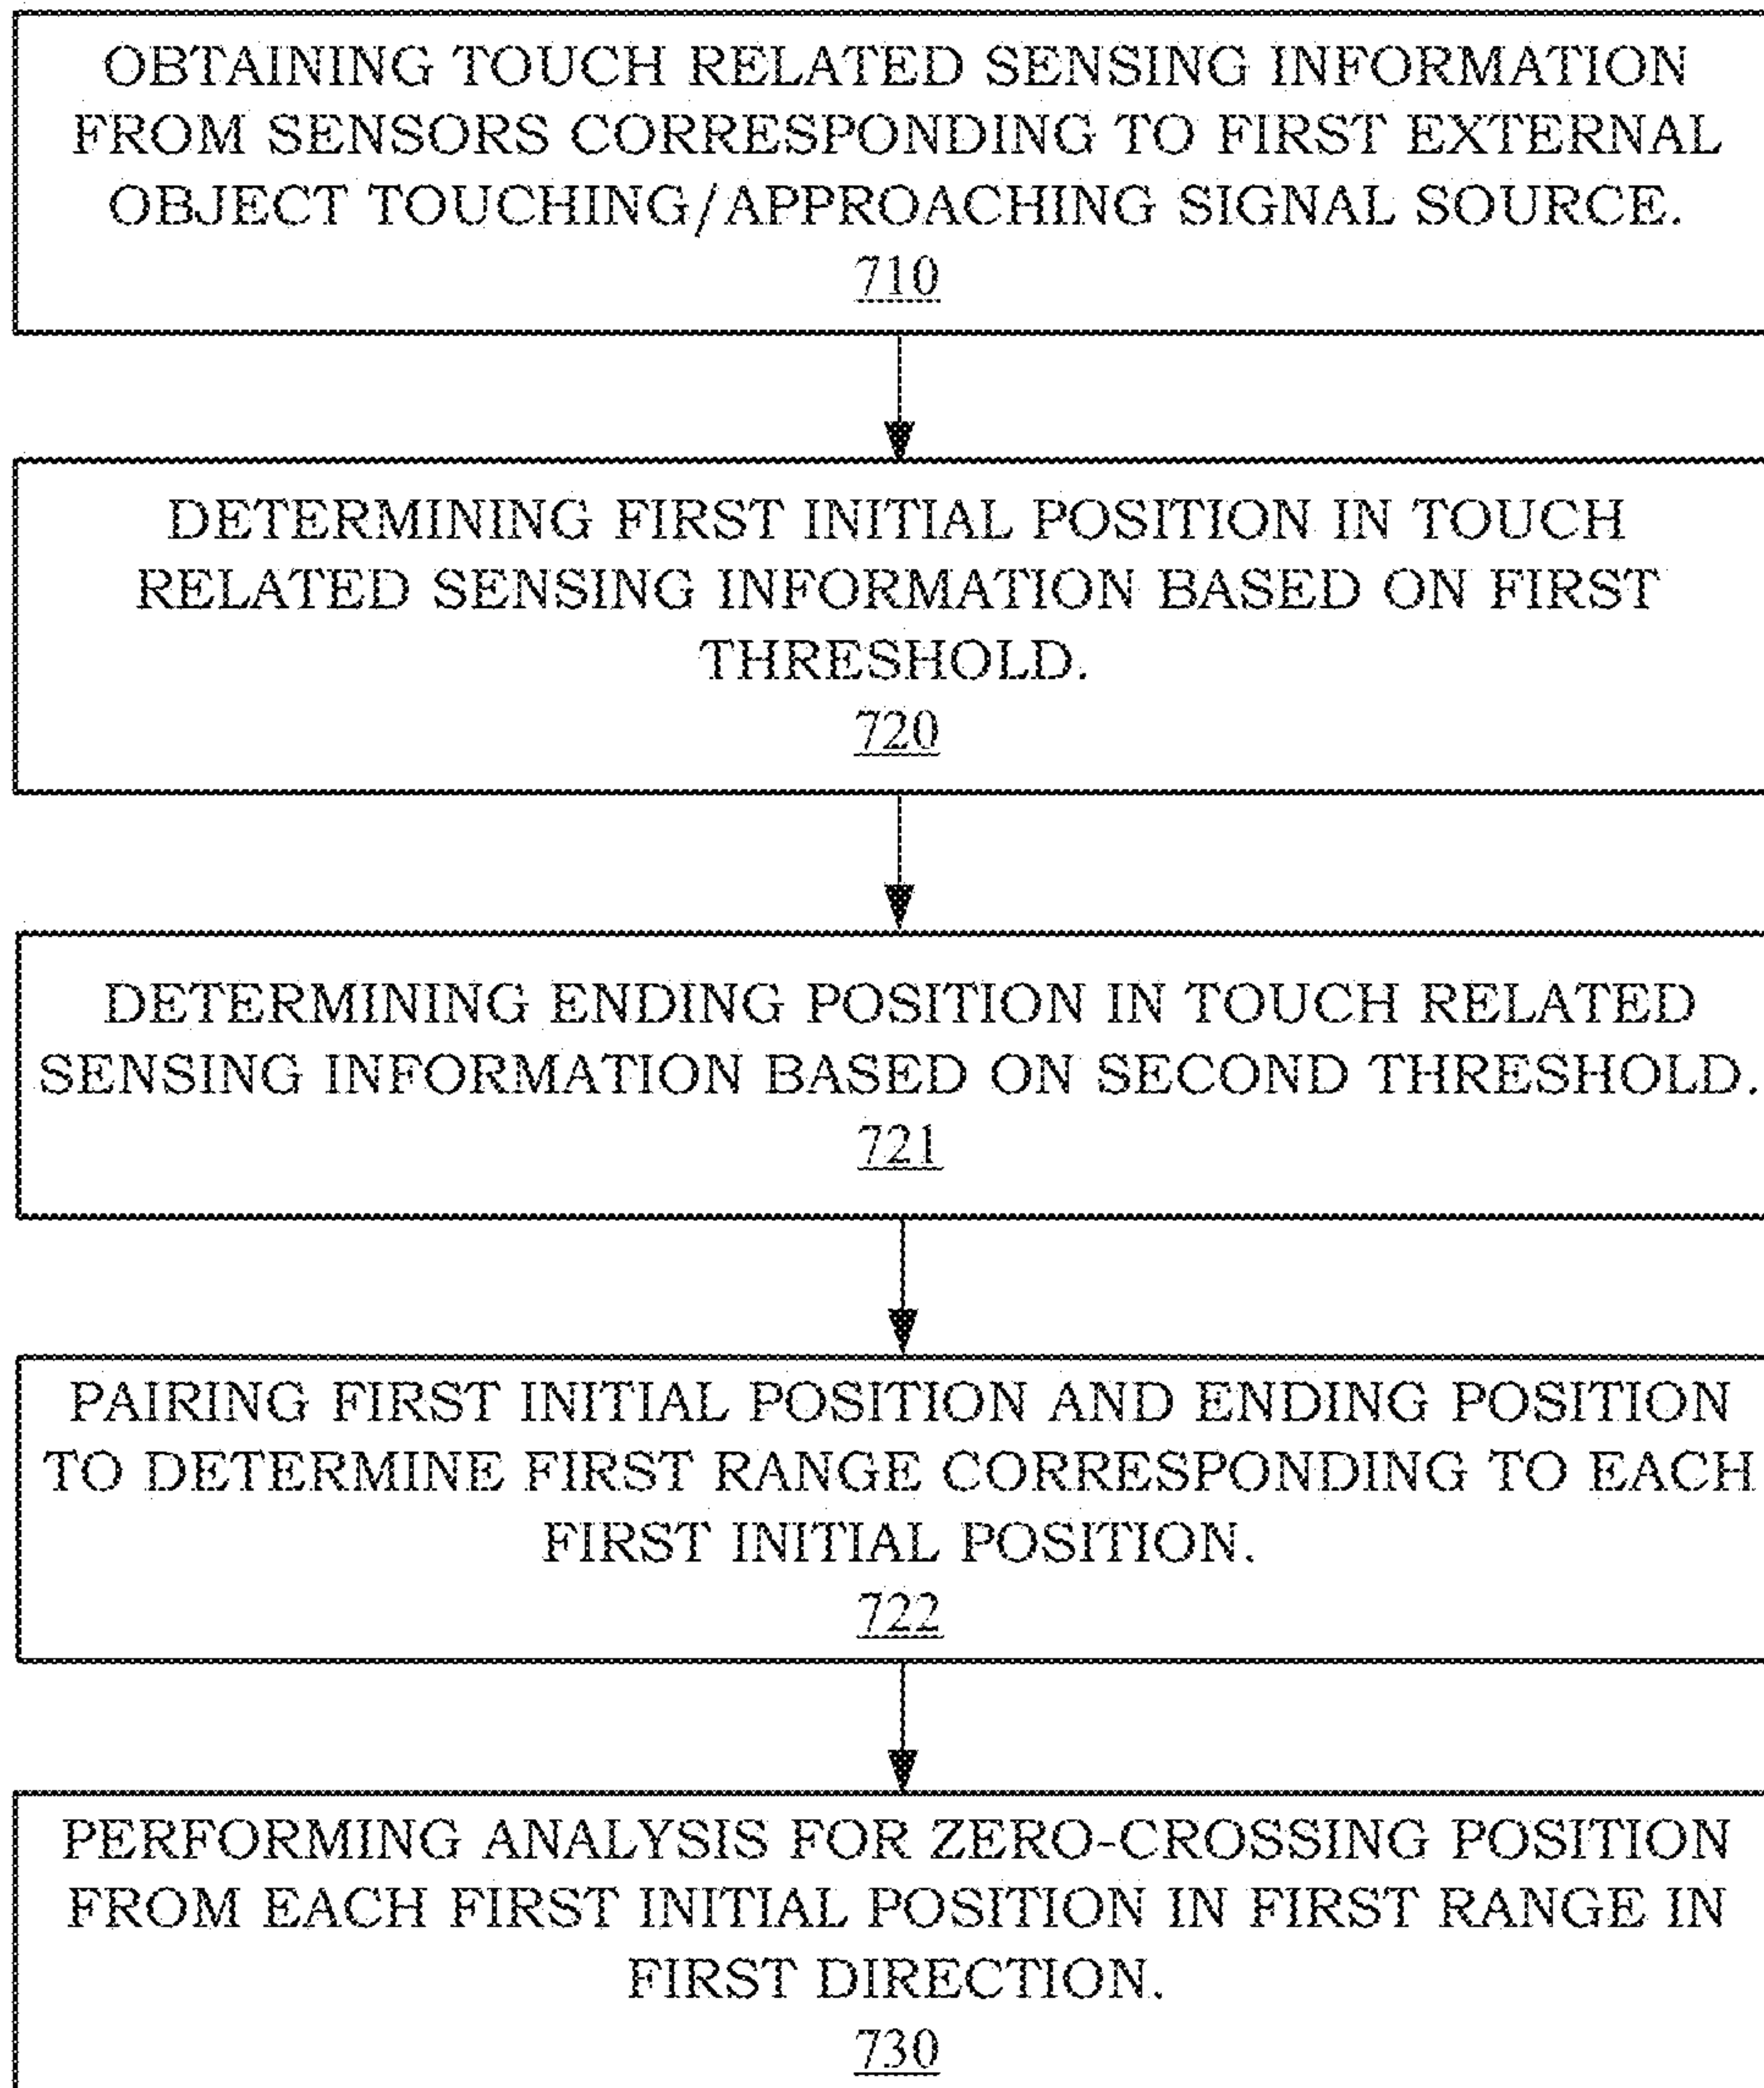 OBTAINING TOUCH RELATED SENSING INFORMATION
FROM SENSORS CORRESPONDING TO FIRST EXTERNAL
OBJECT TOUCHING/APPROACHING SIGNAL SOURCE.
710
DETERMINING FIRST INITIAL POSITION IN TOUCH
RELATED SENSING INFORMATION BASED ON FIRST
THRESHOLD.
720
DETERMINING ENDING POSITION IN TOUCH RELATED
SENSING INFORMATION BASED ON SECOND THRESHOLD.
721
PAIRING FIRST INITIAL POSITION AND ENDING POSITION
TO DETERMINE FIRST RANGE CORRESPONDING TO EACH
FIRST INITIAL POSITION.
722
PERFORMING ANALYSIS FOR ZERO-CROSSING POSITION
FROM EACH FIRST INITIAL POSITION IN FIRST RANGE IN
FIRST DIRECTION.
730